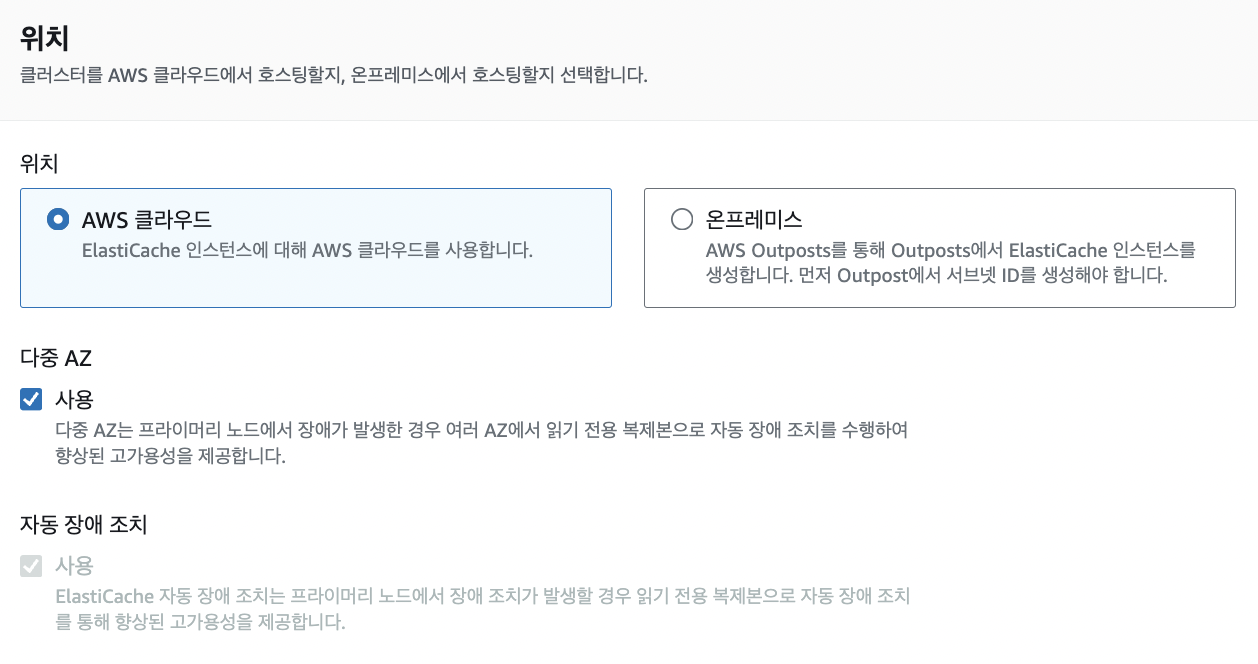 위치
클러스터를 AWS 클라우드에서 호스팅할지, 온프레미스에서 호스팅할지 선택합니다.
위치
AWS 클라우드
ElastiCache 인스턴스에 대해 AWS 클라우드를 사용합니다.
온프레미스
AWS Outposts를 통해 Outposts에서 ElastiCache 인스턴스를
생성합니다. 먼저 Outpost에서 서브넷 ID를 생성해야 합니다.
다중 AZ
사용
다중 AZ는 프라이머리 노드에서 장애가 발생한 경우 여러 AZ에서 읽기 전용 복제본으로 자동 장애 조치를 수행하여
향상된 고가용성을 제공합니다.
자동 장애 조치
사용
ElastiCache 자동 장애 조치는 프라이머리 노드에서 장애 조치가 발생할 경우 읽기 전용 복제본으로 자동 장애 조치
를 통해 향상된 고가용성을 제공합니다.